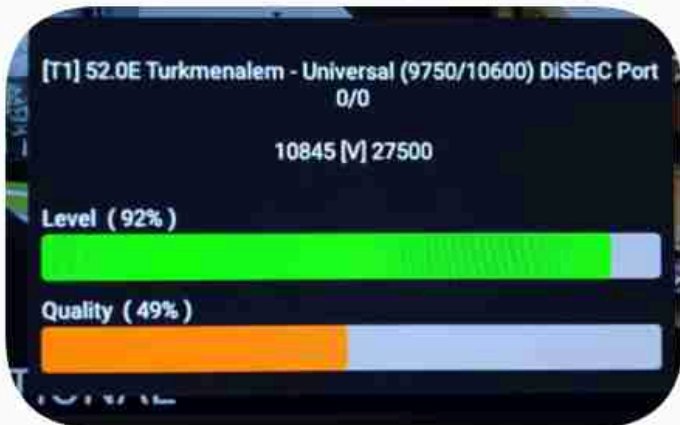 [T1] 52.0E Turkmenalem - Universal (9750/10600) DiSEqC Port
0/0
10845 [V] 27500
Level ( 92% )
Quality ( 49% )